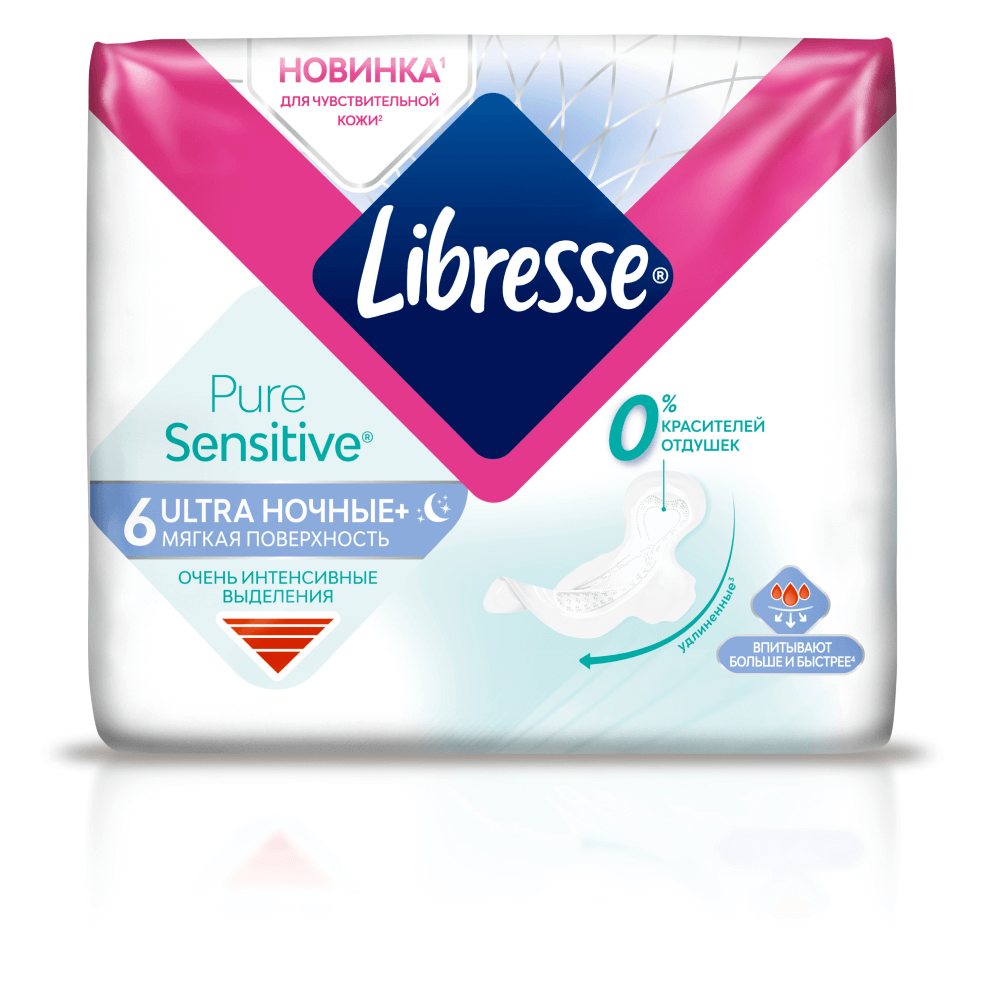 НОВИНКА¹
ДЛЯ ЧУВСТВИТЕЛЬНОЙ
КОЖИ²
Libresse®
Pure
Sensitive®
6 ULTRA НОЧНЫЕ+
МЯГКАЯ ПОВЕРХНОСТЬ
ОЧЕНЬ ИНТЕНСИВНЫЕ
ВЫДЕЛЕНИЯ
0%
КРАСИТЕЛЕЙ
ОТДУШЕК
удлиненные³
ВПИТЫВАЮТ
БОЛЬШЕ И БЫСТРЕЕ⁴